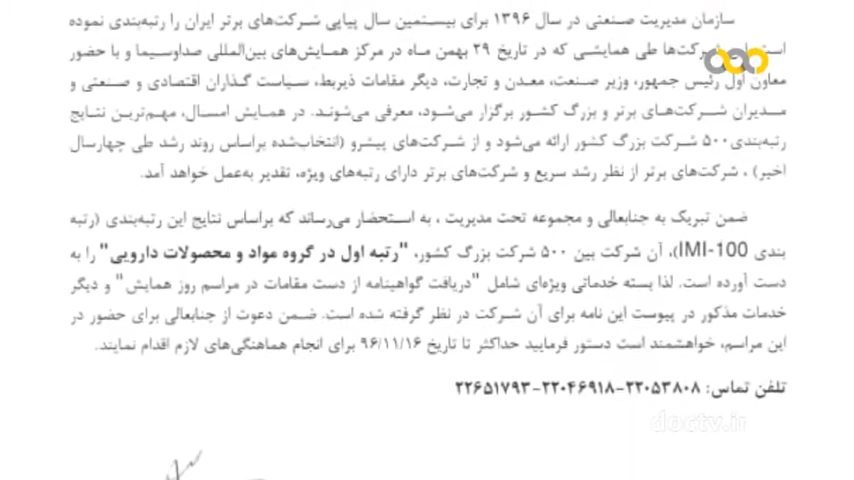 سازمان مدیریت صنعتی در سال ۱۳۹۶ برای بیستمین سال پیاپی شرکت‌های برتر ایران را رتبه‌بندی نموده
شرکت‌ها طی همایشی که در تاریخ ۲۹ بهمن ماه در مرکز همایش‌های بین‌المللی صداوسیما و با حضور
معاون اول رئیس جمهور، وزیر صنعت، معدن و تجارت، دیگر مقامات ذیربط، سیاست گذاران اقتصادی و صنعتی و
مدیران شرکت‌های برتر و بزرگ کشور برگزار می‌شود، معرفی می‌شوند. در همایش امسال، مهم‌ترین نتایج
رتبه‌بندی ۵۰۰ شرکت بزرگ کشور ارائه می‌شود و از شرکت‌های پیشرو (انتخاب‌شده براساس روند رشد طی چهارسال
اخیر) ، شرکت‌های برتر از نظر رشد سریع و شرکت‌های برتر دارای رتبه‌های ویژه، تقدیر به‌عمل خواهد آمد.
ضمن تبریک به جنابعالی و مجموعه تحت مدیریت ، به استحضار می‌رساند که براساس نتایج این رتبه‌بندی (رتبه
بندی IMI-100)، آن شرکت بین ۵۰۰ شرکت بزرگ کشور، "رتبه اول در گروه مواد و محصولات دارویی" را به
دست آورده است. لذا بسته خدماتی ویژه‌ای شامل "دریافت گواهینامه از دست مقامات در مراسم روز همایش" و دیگر
خدمات مذکور در پیوست این نامه برای آن شرکت در نظر گرفته شده است. ضمن دعوت از جنابعالی برای حضور در
این مراسم، خواهشمند است دستور فرمایید حداکثر تا تاریخ ۹۶/۱۱/۱۶ برای انجام هماهنگی‌های لازم اقدام نمایند.
تلفن تماس: ۲۲۰۵۳۸۰۸-۲۲۰۴۶۹۱۸-۲۲۶۵۱۷۹۳
doctv.ir